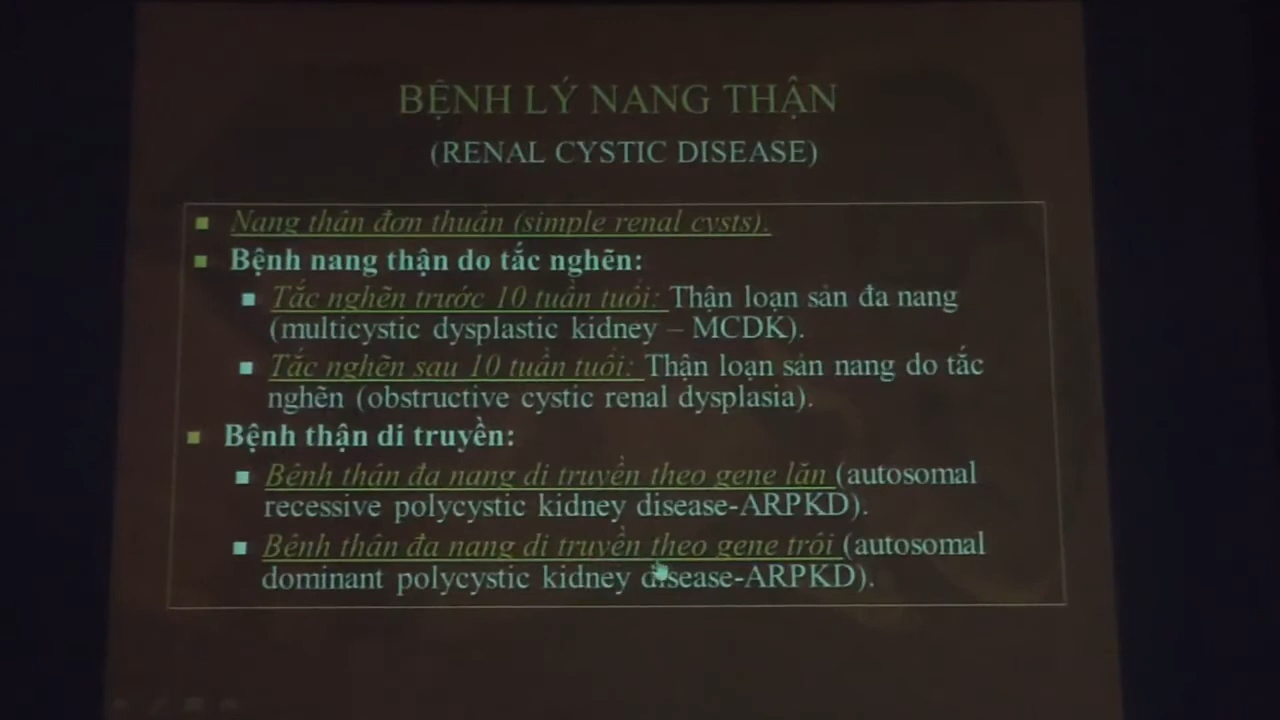 BỆNH LÝ NANG THẬN
(RENAL CYSTIC DISEASE)
Nang thận đơn thuần (simple renal cysts).
Bệnh nang thận do tắc nghẽn:
Tắc nghẽn trước 10 tuần tuổi: Thận loạn sản đa nang
(multicystic dysplastic kidney – MCDK).
Tắc nghẽn sau 10 tuần tuổi: Thận loạn sản nang do tắc
nghẽn (obstructive cystic renal dysplasia).
Bệnh thận di truyền:
Bệnh thận đa nang di truyền theo gene lặn (autosomal
recessive polycystic kidney disease-ARPKD).
Bệnh thận đa nang di truyền theo gene trội (autosomal
dominant polycystic kidney disease-ARPKD).